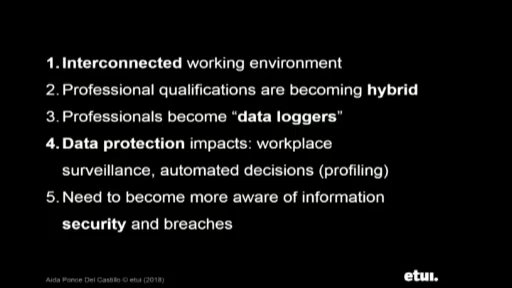 1. Interconnected working environment
2. Professional qualifications are becoming hybrid
3. Professionals become “data loggers”
4. Data protection impacts: workplace
surveillance, automated decisions (profiling)
5. Need to become more aware of information
security and breaches
Aida Ponce Del Castillo © etui (2018)
etui.